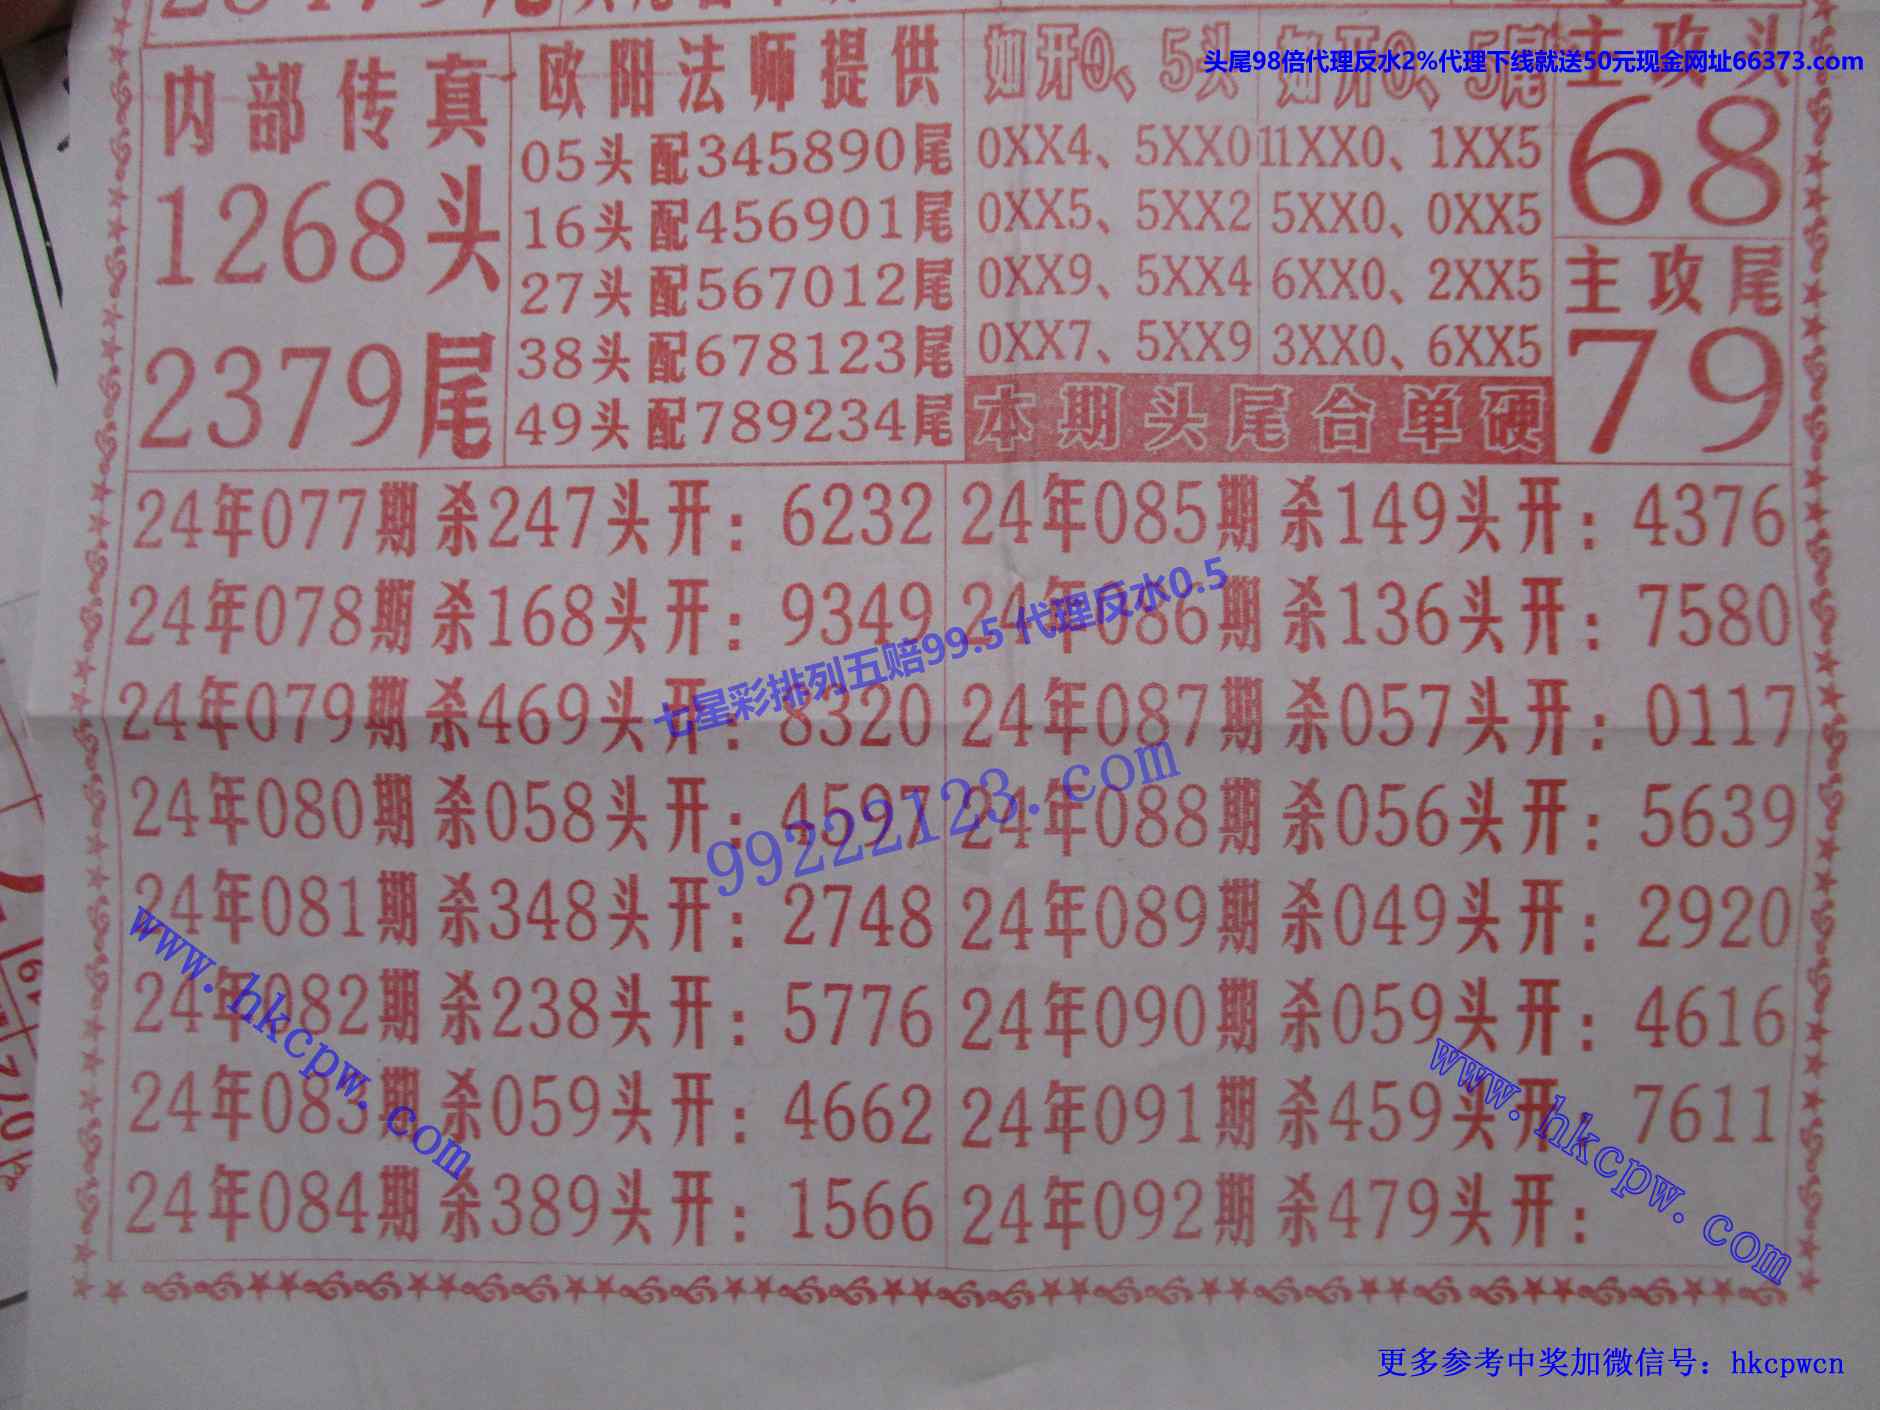 头尾98倍代理反水2%代理下线就送50元现金网址66373.com
内部传真
1268头
2379尾
欧阳法师提供
05头配345890尾
16头配456901尾
27头配567012尾
38头配678123尾
49头配789234尾
如开0、5头
0XX4、5XX0
0XX5、5XX2
0XX9、5XX4
0XX7、5XX9
如开0、5尾
11XX0、1XX5
5XX0、0XX5
6XX0、2XX5
3XX0、6XX5
本期头尾合单硬
主攻头
68
主攻尾
79
24年077期杀247头开：6232
24年078期杀168头开：9349
24年079期杀469头开：8320
24年080期杀058头开：4597
24年081期杀348头开：2748
24年082期杀238头开：5776
24年083期杀059头开：4662
24年084期杀389头开：1566
24年085期杀149头开：4376
24年086期杀136头开：7580
24年087期杀057头开：0117
24年088期杀056头开：5639
24年089期杀049头开：2920
24年090期杀059头开：4616
24年091期杀459头开：7611
24年092期杀479头开：
七星彩排列五赔99.5 代理反水0.5
99222123.com
www.hkcpw.com
www.hkcpw.com
更多参考中奖加微信号：hkcpwcn